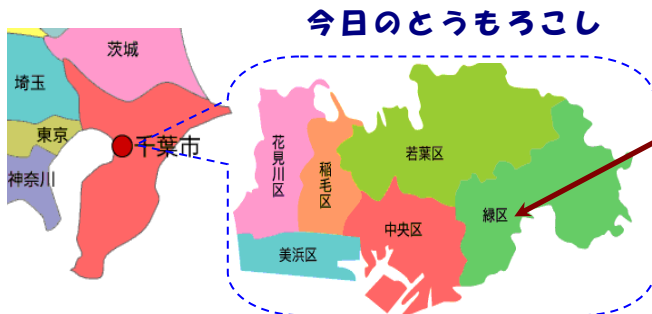 今日のとうもろこし
茨城
埼玉
東京
千葉市
神奈川
花見川区
稲毛区
若葉区
中央区
緑区
美浜区